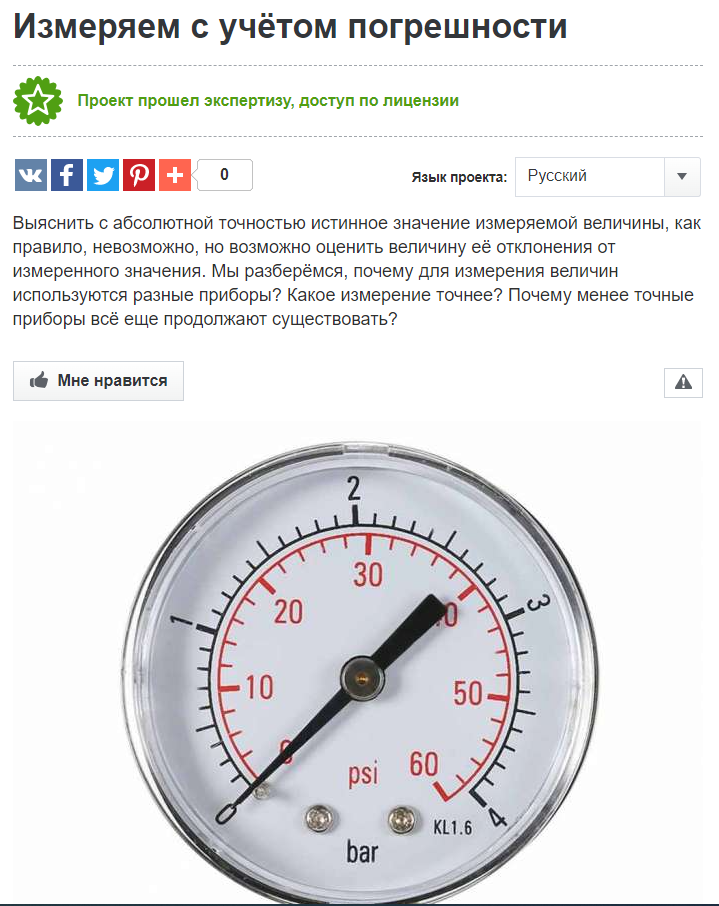 Измеряем с учётом погрешности
Проект прошел экспертизу, доступ по лицензии
0
Язык проекта: Русский
Выяснить с абсолютной точностью истинное значение измеряемой величины, как
правило, невозможно, но возможно оценить величину её отклонения от
измеренного значения. Мы разберёмся, почему для измерения величин
используются разные приборы? Какое измерение точнее? Почему менее точные
приборы всё еще продолжают существовать?
Мне нравится
2
30
1
20
40
3
10
50
0
psi
60
0
KL1.6
4
bar